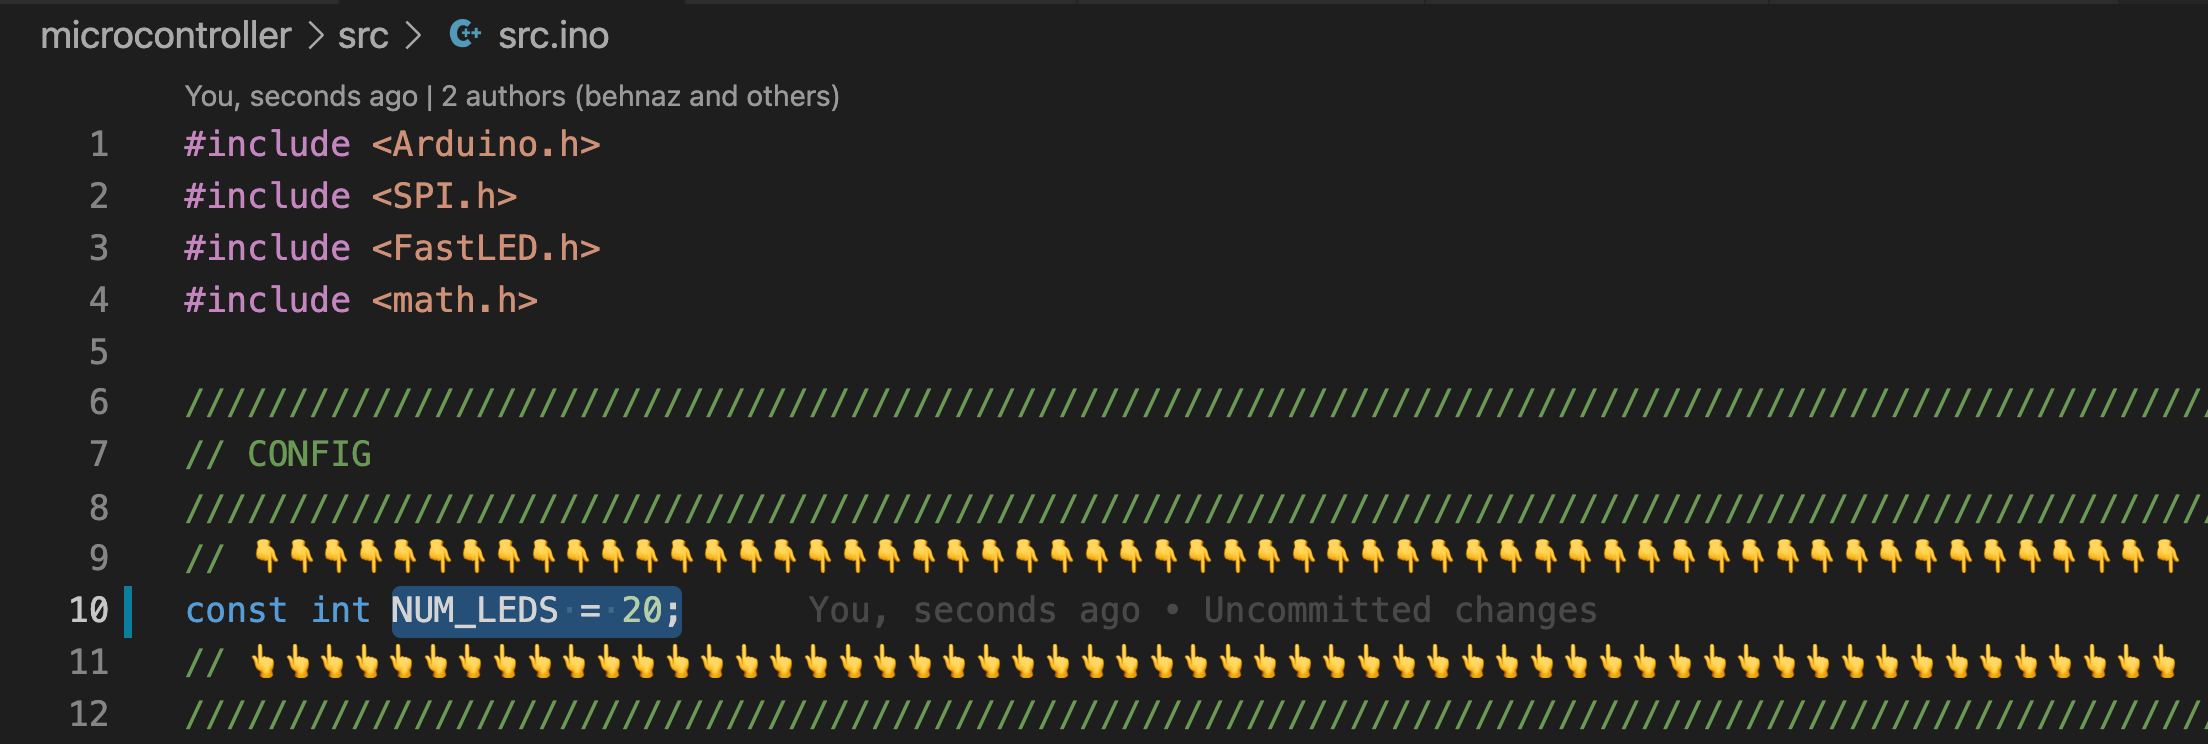 microcontroller > src > src.ino
You, seconds ago | 2 authors (behnaz and others)
1 #include <Arduino.h>
2 #include <SPI.h>
3 #include <FastLED.h>
4 #include <math.h>
5
6 /////////////////////////////////////////////////////////////////////////////////////////////////
7 // CONFIG
8 /////////////////////////////////////////////////////////////////////////////////////////////////
9 // 👇👇👇👇👇👇👇👇👇👇👇👇👇👇👇👇👇👇👇👇👇👇👇👇👇👇👇👇👇👇👇👇👇👇👇👇👇👇👇👇👇👇👇👇👇👇👇👇👇👇👇👇👇👇👇👇
10 const int NUM_LEDS = 20; You, seconds ago • Uncommitted changes
11 // 👆👆👆👆👆👆👆👆👆👆👆👆👆👆👆👆👆👆👆👆👆👆👆👆👆👆👆👆👆👆👆👆👆👆👆👆👆👆👆👆👆👆👆👆👆👆👆👆👆👆👆👆👆👆👆👆
12 /////////////////////////////////////////////////////////////////////////////////////////////////